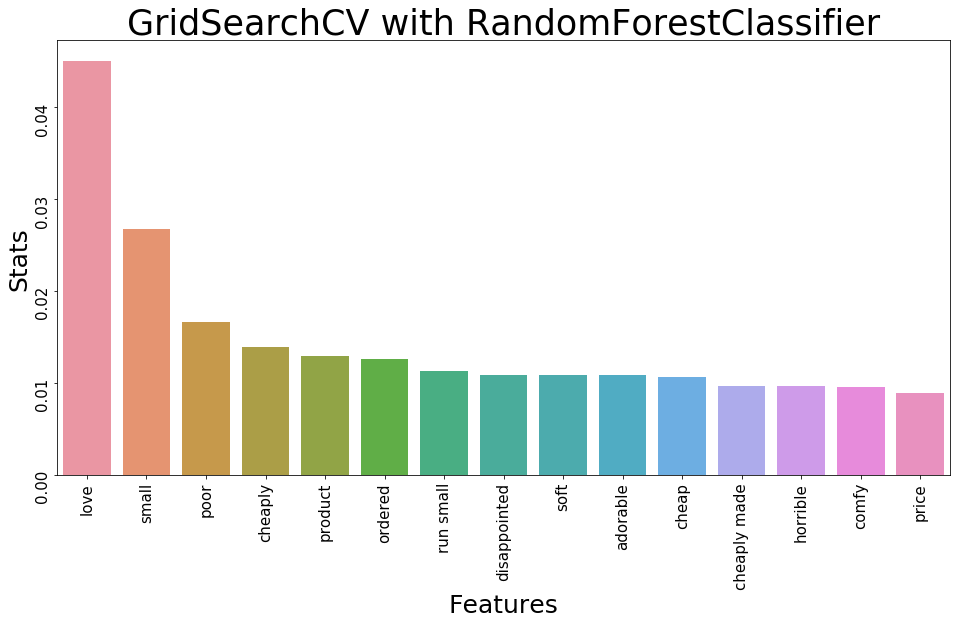 GridSearchCV with RandomForestClassifier
Stats
0.04
0.03
0.02
0.01
0.00
love
small
poor
cheaply
product
ordered
run small
disappointed
soft
adorable
cheap
cheaply made
horrible
comfy
price
Features